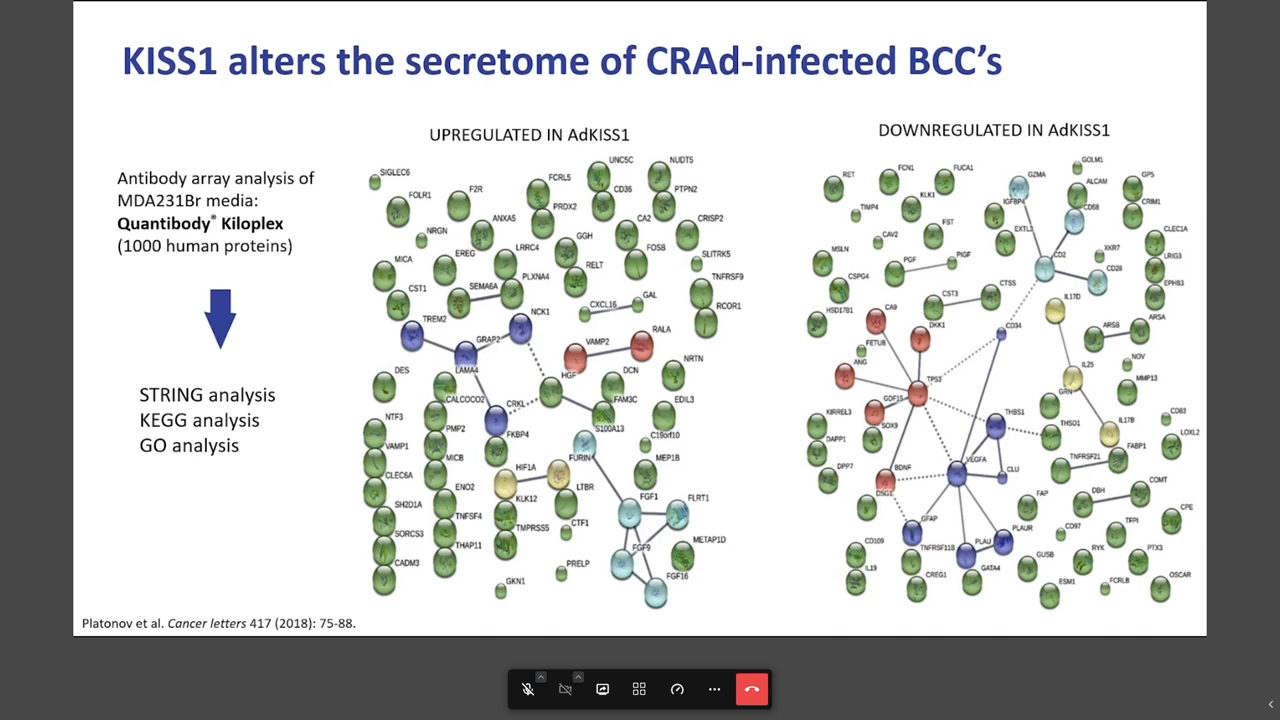 KISS1 alters the secretome of CRAd-infected BCC's
UPREGULATED IN AdKISS1
DOWNREGULATED IN AdKISS1
Antibody array analysis of
MDA231Br media:
Quantibody® Kiloplex
(1000 human proteins)
STRING analysis
KEGG analysis
GO analysis
SIGLEC6
FOLR1
F2R
FCRL5
UNC5C
NUDT5
CD36
PTPN2
PRDX2
NRGN
ANXA5
CA2
CRISP2
GGH
LRRC4
MICA
EREG
FOSB
SLITRK5
RELT
CST1
SEMA6A
PLXNA4
TNFRSF9
CXCL16
GAL
RCOR1
TREM2
NCK1
GRAP2
VAMP2
RALA
DES
LAMA4
HGF
DCN
NRTN
CALCOCO2
CRKL
FAM3C
EDIL3
NTF3
PMP2
FKBP4
S100A13
C19orf10
VAMP1
MICB
FURIN
MEP1B
HIF1A
CLEC6A
ENO2
LTBR
KLK12
FGF1
FLRT1
SH2D1A
TNFSF4
CTF1
TMPRSS5
SORCS3
THAP11
METAP1D
FGF9
CADM3
PRELP
FGF16
GKN1
RET
FCN1
FUCA1
GZMA
GOLM1
ALCAM
GP5
TIMP4
KLK1
IGFBP4
CD58
CRIM1
FST
CAV2
CLEC1A
MSLN
PGF
PIGF
CD2
XKR7
LRIG3
CSPG4
CD28
EPHB3
CST3
CTSS
IL17D
HSD17B1
CA9
DKK1
CD34
ARSB
ARSA
FETUB
ANG
TP53
IL25
NOV
MMP13
GDF15
GRN
KIRREL3
SOX9
THBS1
THSD1
IL17B
CD83
LOXL2
DAPP1
FABP1
DPP7
BDNF
VEGFA
CLU
TNFRSF21
DSG1
FAP
DBH
COMT
CPE
GFAP
PLAUR
CD97
TFPI
CD109
TNFRSF11B
PLAU
GUSB
RYK
PTX3
IL19
CREG1
GATA4
ESM1
FCRLB
OSCAR
Platonov et al. Cancer letters 417 (2018): 75-88.